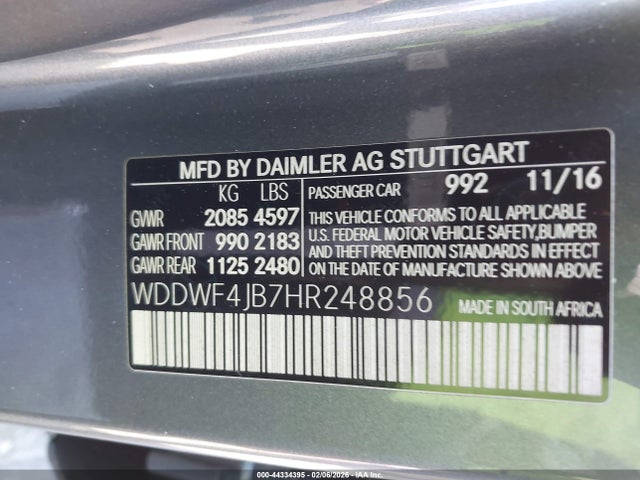 MFD BY DAIMLER AG STUTTGART
KG LBS
GVWR 2085 4597
GAWR FRONT 990 2183
GAWR REAR 1125 2480
PASSENGER CAR 992 11/16
THIS VEHICLE CONFORMS TO ALL APPLICABLE
U.S. FEDERAL MOTOR VEHICLE SAFETY,BUMPER
AND THEFT PREVENTION STANDARDS IN EFFECT
ON THE DATE OF MANUFACTURE SHOWN ABOVE.
WDDWF4JB7HR248856 MADE IN SOUTH AFRICA
000-44334395 - 02/06/2026 - IAA Inc.